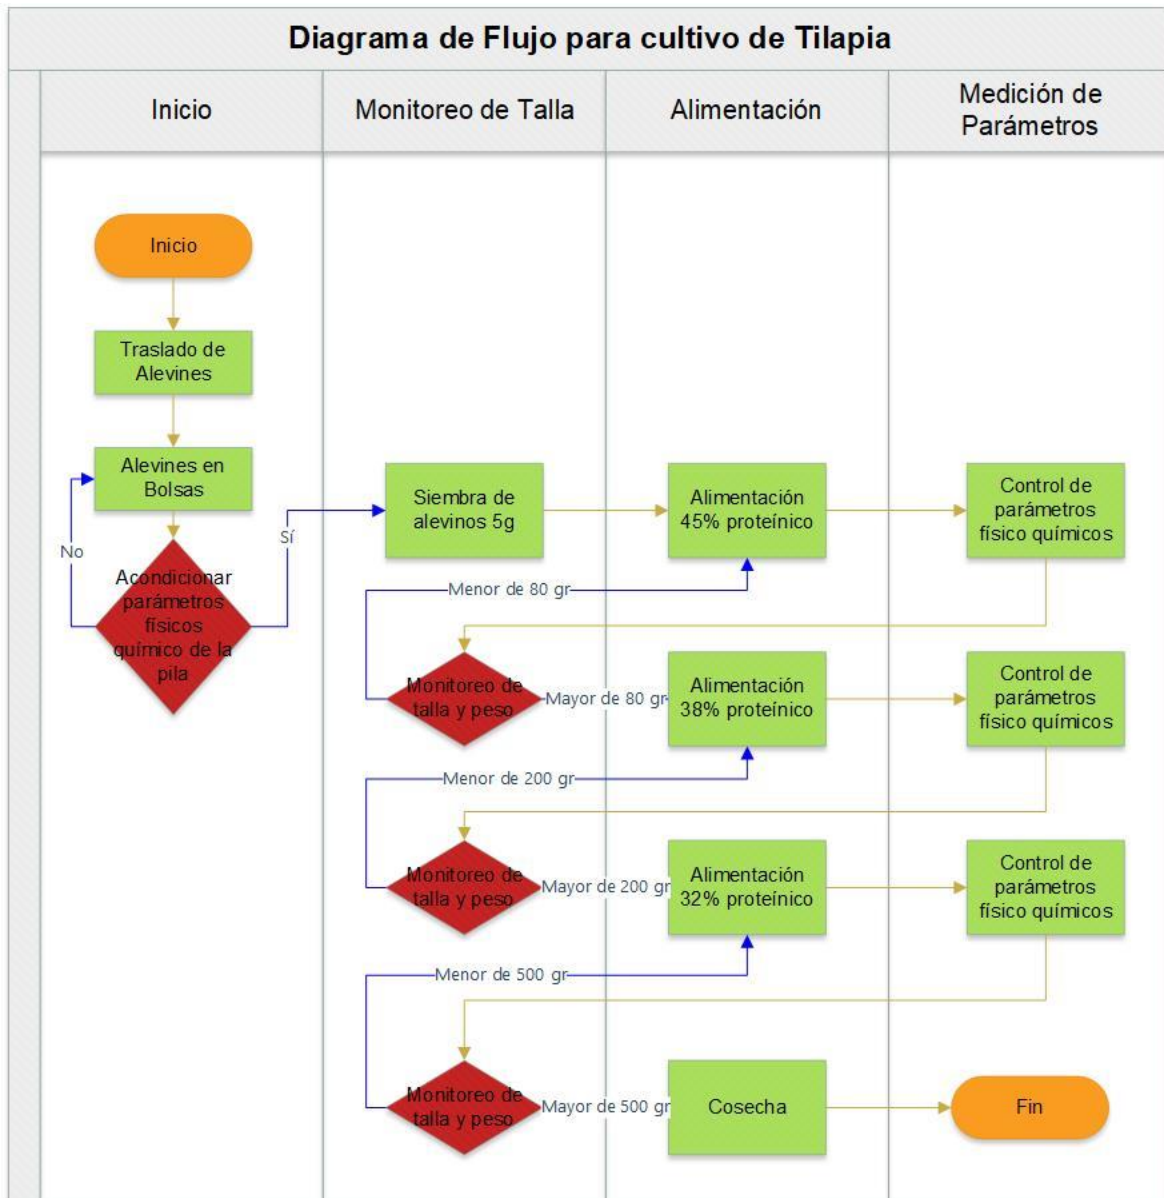 Diagrama de Flujo para cultivo de Tilapia
Inicio
Monitoreo de Talla
Alimentación
Medición de
Parámetros
Inicio
Traslado de
Alevines
Alevines en
Bolsas
No
Sí
Acondicionar
parámetros
físicos
químico de la
pila
Siembra de
alevinos 5g
Alimentación
45% proteínico
Control de
parámetros
físico químicos
Menor de 80 gr
Monitoreo de
talla y peso
Mayor de 80 gr
Alimentación
38% proteínico
Control de
parámetros
físico químicos
Menor de 200 gr
Monitoreo de
talla y peso
Mayor de 200 gr
Alimentación
32% proteínico
Control de
parámetros
físico químicos
Menor de 500 gr
Monitoreo de
talla y peso
Mayor de 500 gr
Cosecha
Fin